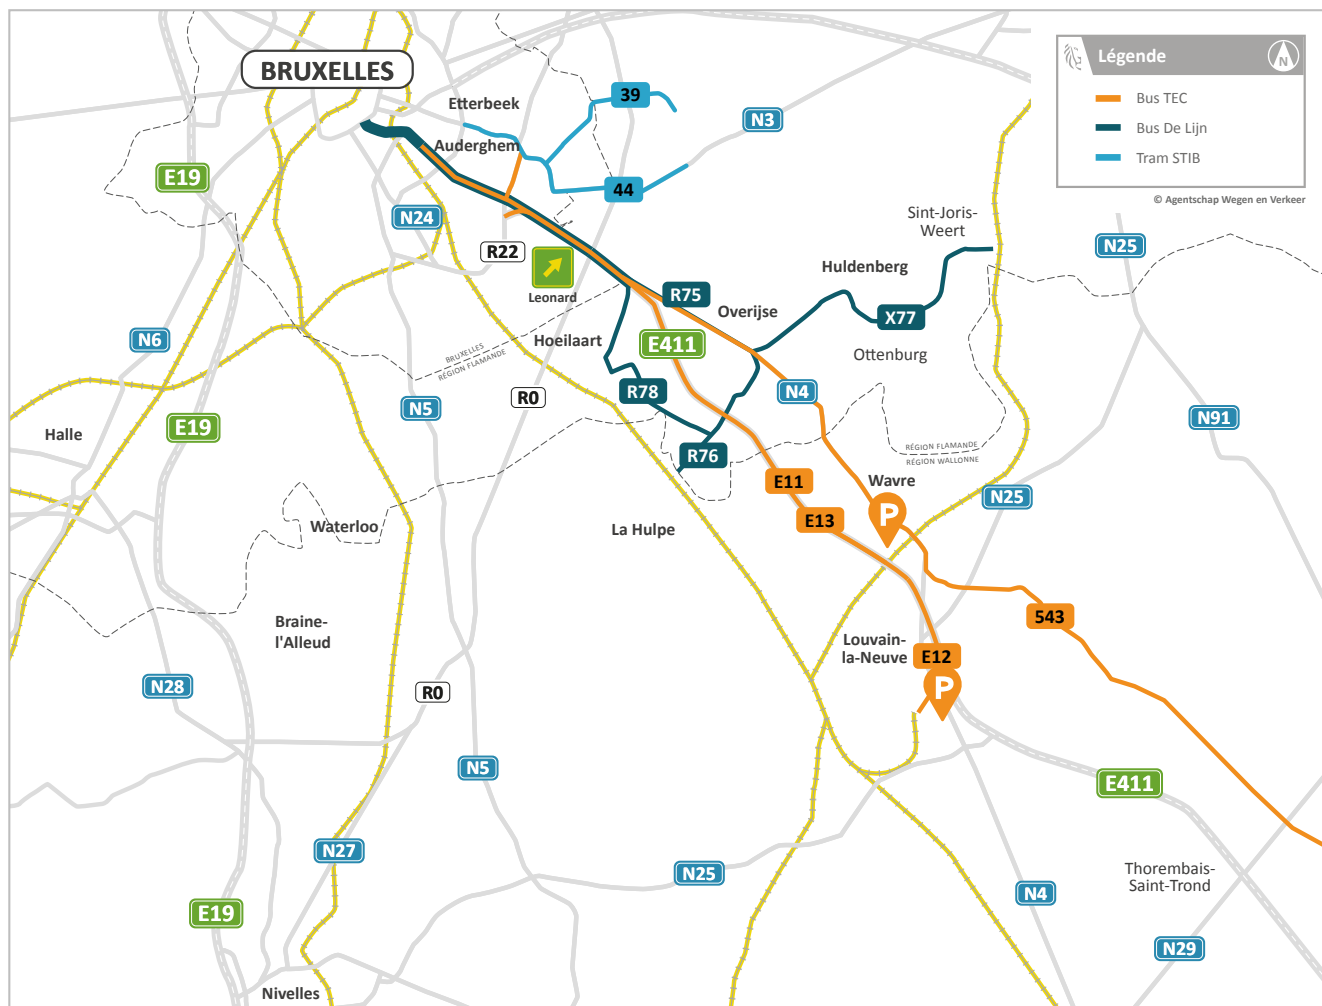 BRUXELLES
Légende
N
Bus TEC
Bus De Lijn
Tram STIB
© Agentschap Wegen en Verkeer
Etterbeek
39
N3
Auderghem
E19
44
N24
Sint-Joris-
Weert
N25
R22
Leonard
Huldenberg
R75
Overijse
X77
N6
Hoeilaart
E411
Ottenburg
BRUXELLES
RÉGION FLAMANDE
R78
N4
R0
N5
N91
E19
Halle
R76
RÉGION FLAMANDE
RÉGION WALLONNE
E11
Wavre
N25
P
E13
Waterloo
La Hulpe
543
Braine-
l'Alleud
Louvain-
la-Neuve
E12
P
N28
R0
N5
E411
N27
N25
Thorembais-
Saint-Trond
N4
E19
N29
Nivelles